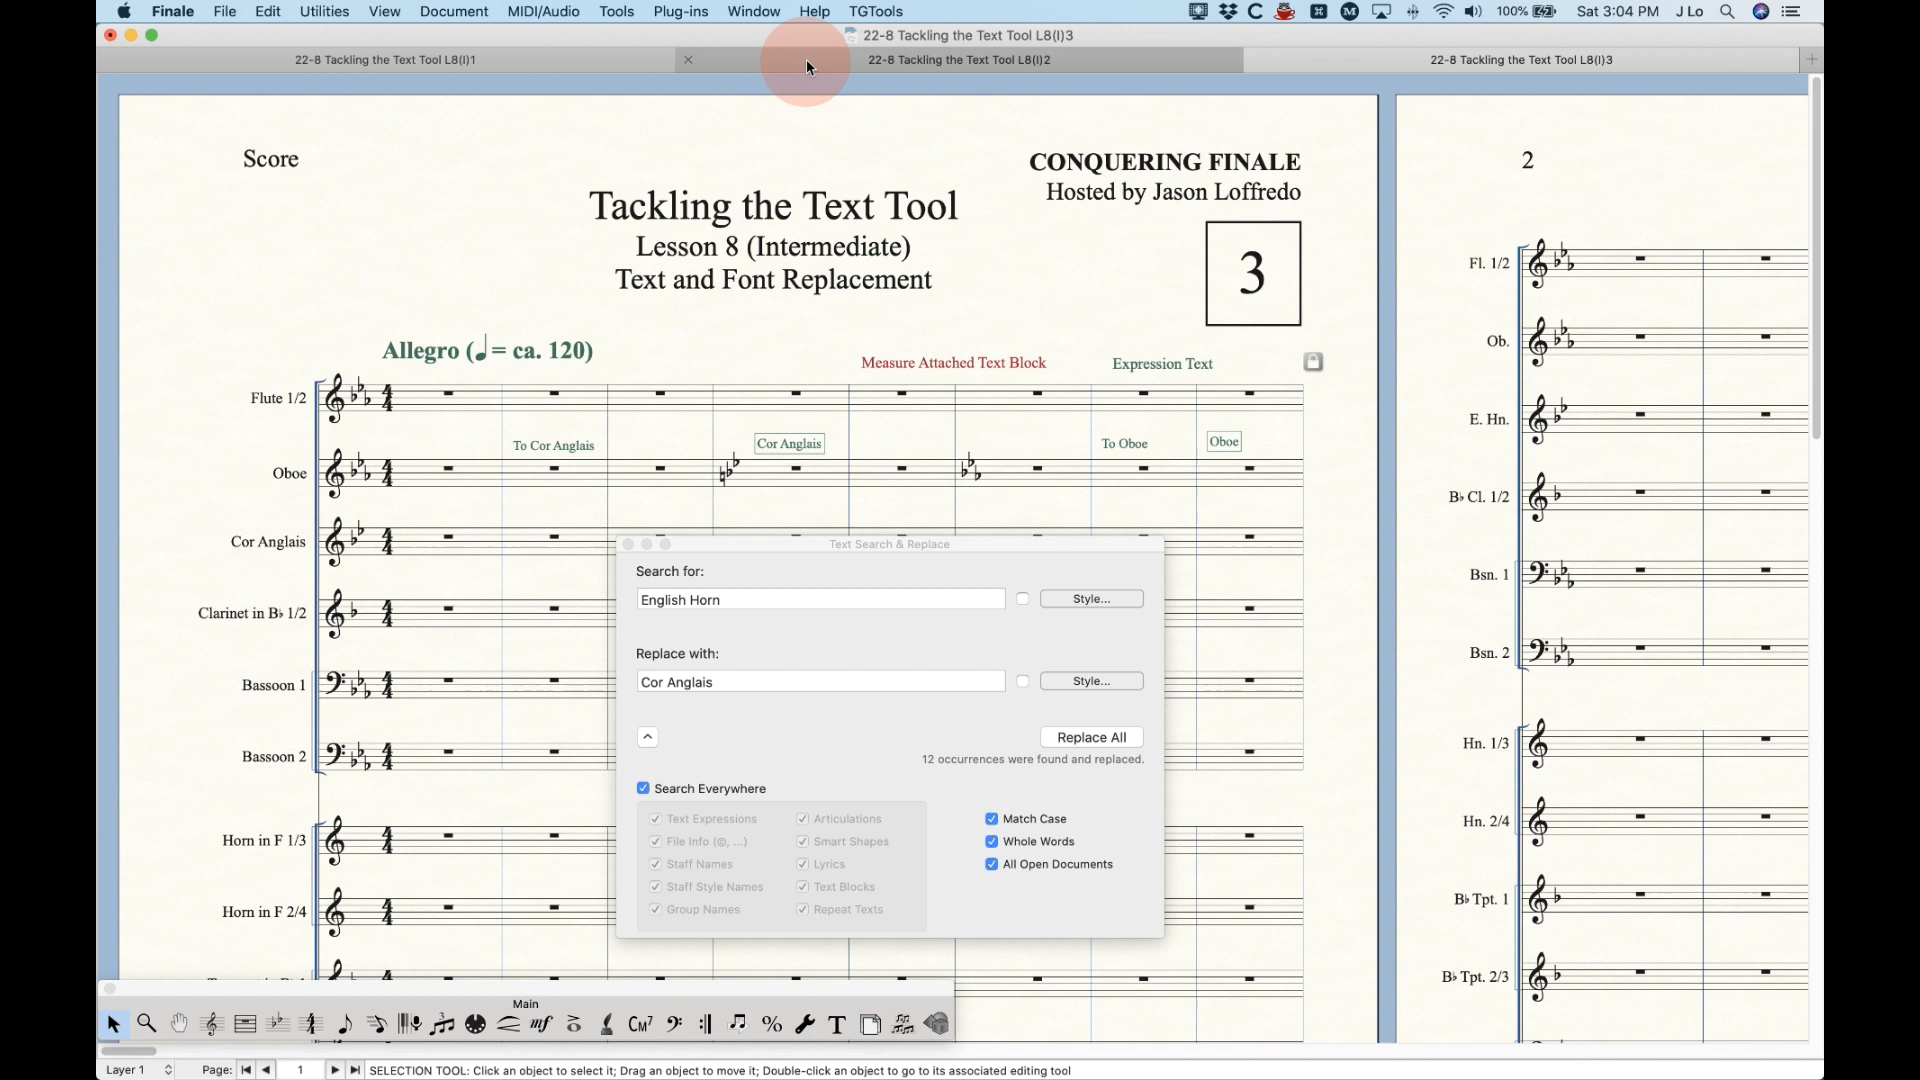 Finale File Edit Utilities View Document MIDI/Audio Tools Plug-ins Window Help TGTools 100% Sat 3:04 PM J Lo
22-8 Tackling the Text Tool L8(I)3
22-8 Tackling the Text Tool L8(I)1
22-8 Tackling the Text Tool L8(I)2
22-8 Tackling the Text Tool L8(I)3
Score
CONQUERING FINALE
Hosted by Jason Loffredo
Tackling the Text Tool
Lesson 8 (Intermediate)
Text and Font Replacement
3
Allegro (♩= ca. 120)
Measure Attached Text Block
Expression Text
Flute 1/2
To Cor Anglais
Cor Anglais
To Oboe
Oboe
Oboe
Cor Anglais
Clarinet in B♭ 1/2
Bassoon 1
Bassoon 2
Horn in F 1/3
Horn in F 2/4
Text Search & Replace
Search for:
English Horn
Style...
Replace with:
Cor Anglais
Style...
Replace All
12 occurrences were found and replaced.
Search Everywhere
Text Expressions
Articulations
Match Case
File Info (©, ...)
Smart Shapes
Whole Words
Staff Names
Lyrics
All Open Documents
Staff Style Names
Text Blocks
Group Names
Repeat Texts
2
Fl. 1/2
Ob.
E. Hn.
B♭ Cl. 1/2
Bsn. 1
Bsn. 2
Hn. 1/3
Hn. 2/4
B♭ Tpt. 1
B♭ Tpt. 2/3
Main
mf
CM7
%
T
Layer 1
Page:
1
SELECTION TOOL: Click an object to select it; Drag an object to move it; Double-click an object to go to its associated editing tool